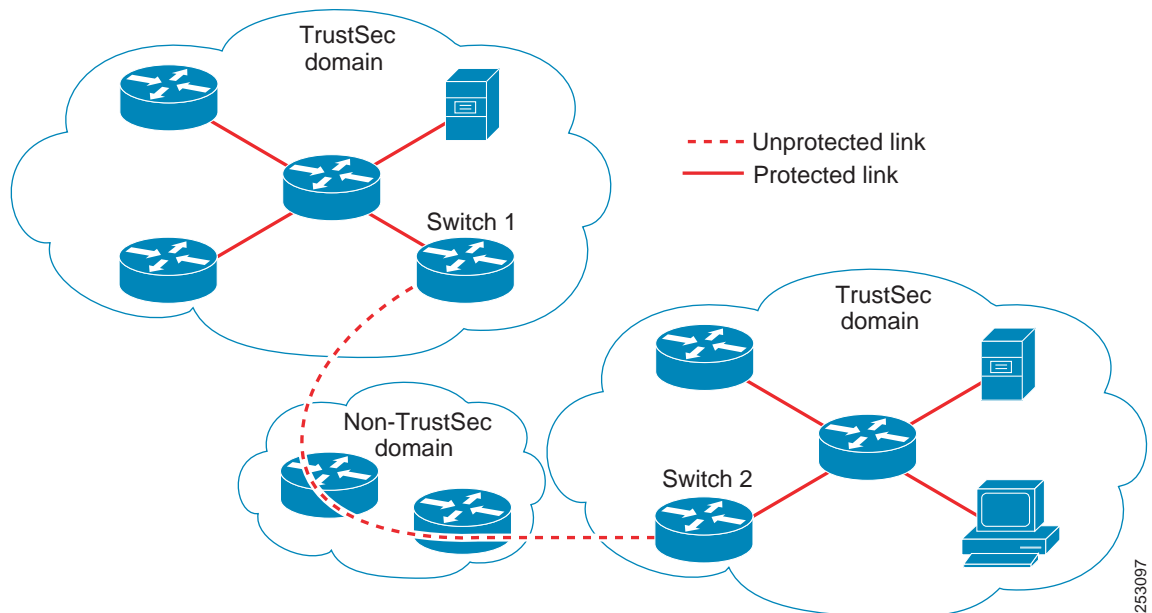 TrustSec
domain
Unprotected link
Protected link
Switch 1
TrustSec
domain
Non-TrustSec
domain
Switch 2
253097